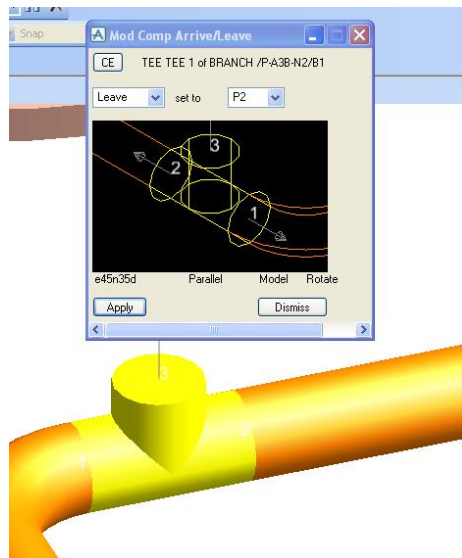 Snap
Mod Comp Arrive/Leave
CE TEE TEE 1 of BRANCH /P-A3B-N2/B1
Leave set to P2
3
2
1
e45n35d Parallel Model Rotate
Apply Dismiss
3
2
1